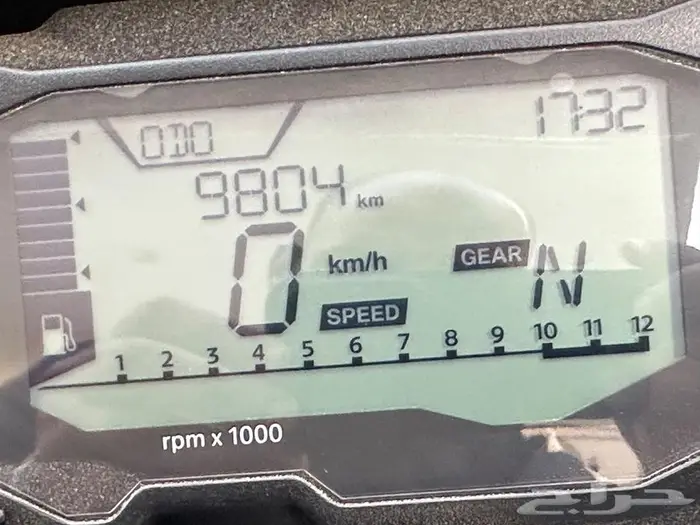 ODO 17:32
9804 km
0 km/h GEAR N
SPEED
1 2 3 4 5 6 7 8 9 10 11 12
rpm x 1000
حراج